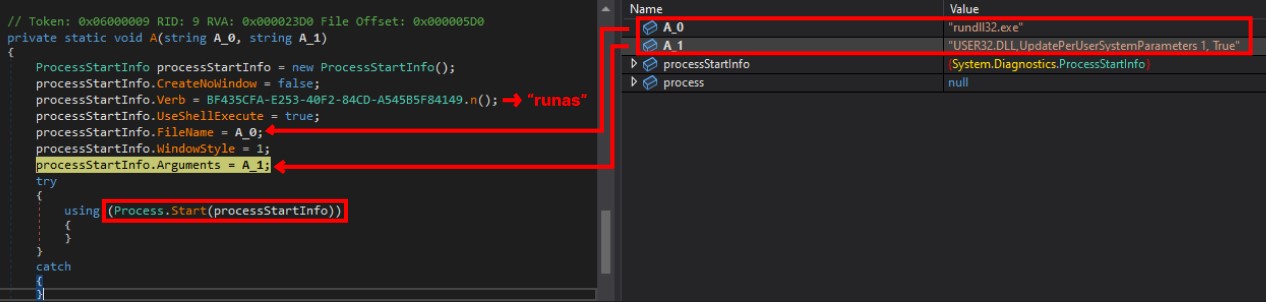 // Token: 0x06000009 RID: 9 RVA: 0x000023D0 File Offset: 0x000005D0
private static void A(string A_0, string A_1)
{
ProcessStartInfo processStartInfo = new ProcessStartInfo();
processStartInfo.CreateNoWindow = false;
processStartInfo.Verb = BF435CFA-E253-40F2-84CD-A545B5F84149.n(); "runas"
processStartInfo.UseShellExecute = true;
processStartInfo.FileName = A_0;
processStartInfo.WindowStyle = 1;
processStartInfo.Arguments = A_1;
try
{
using (Process.Start(processStartInfo))
{
}
}
catch
{
}
Name Value
A_0 "rundll32.exe"
A_1 "USER32.DLL,UpdatePerUserSystemParameters 1, True"
processStartInfo {System.Diagnostics.ProcessStartInfo}
process null